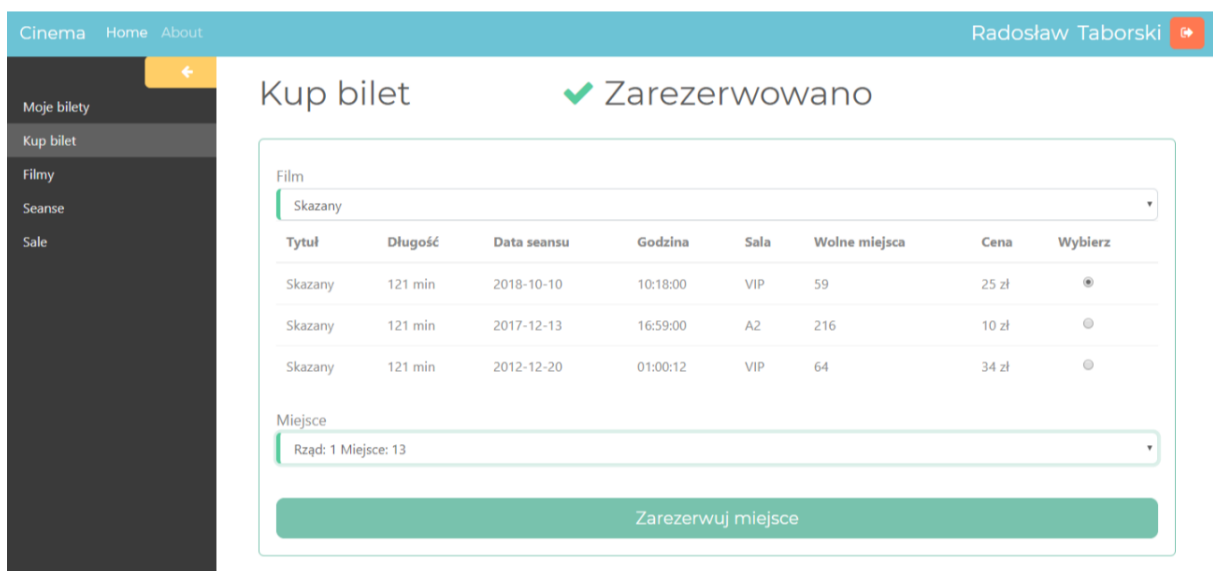 Cinema Home About Radosław Taborski
Moje bilety
Kup bilet
Filmy
Seanse
Sale
Kup bilet Zarezerwowano
Film
Skazany
Tytuł Długość Data seansu Godzina Sala Wolne miejsca Cena Wybierz
Skazany 121 min 2018-10-10 10:18:00 VIP 59 25 zł
Skazany 121 min 2017-12-13 16:59:00 A2 216 10 zł
Skazany 121 min 2012-12-20 01:00:12 VIP 64 34 zł
Miejsce
Rząd: 1 Miejsce: 13
Zarezerwuj miejsce